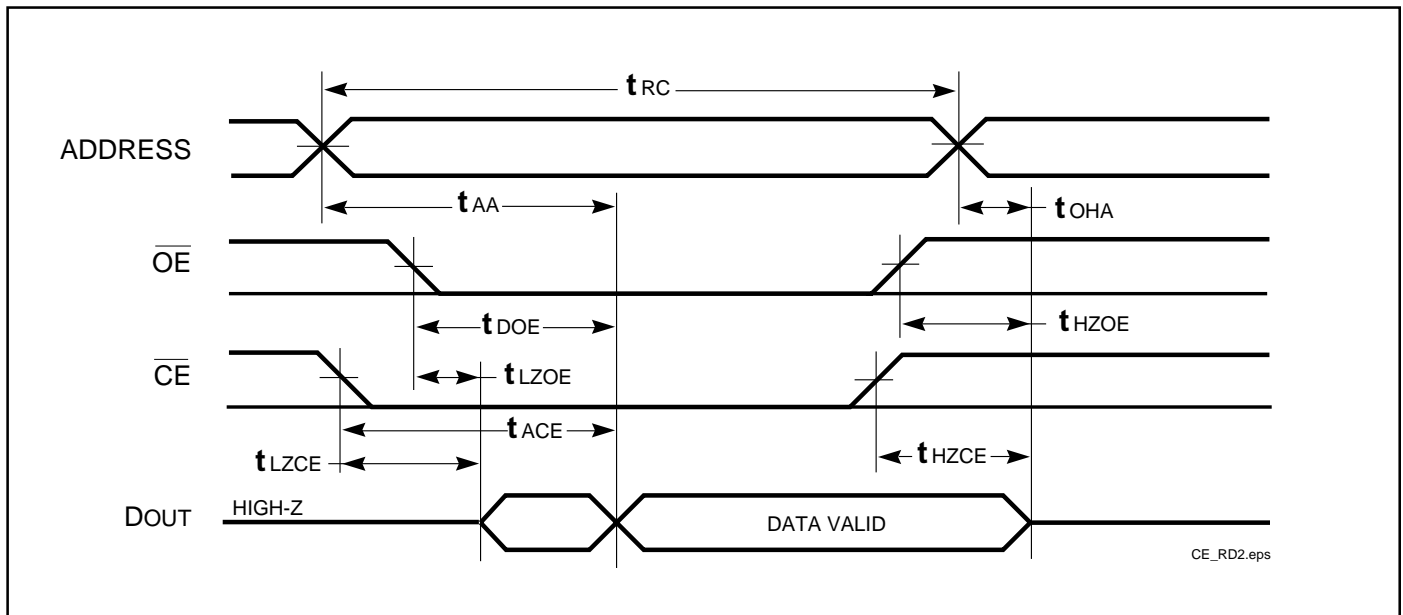 tRC
ADDRESS
tAA
tOHA
OE
tDOE
tHZOE
CE
tLZOE
tACE
tLZCE
tHZCE
DOUT
HIGH-Z
DATA VALID
CE_RD2.eps